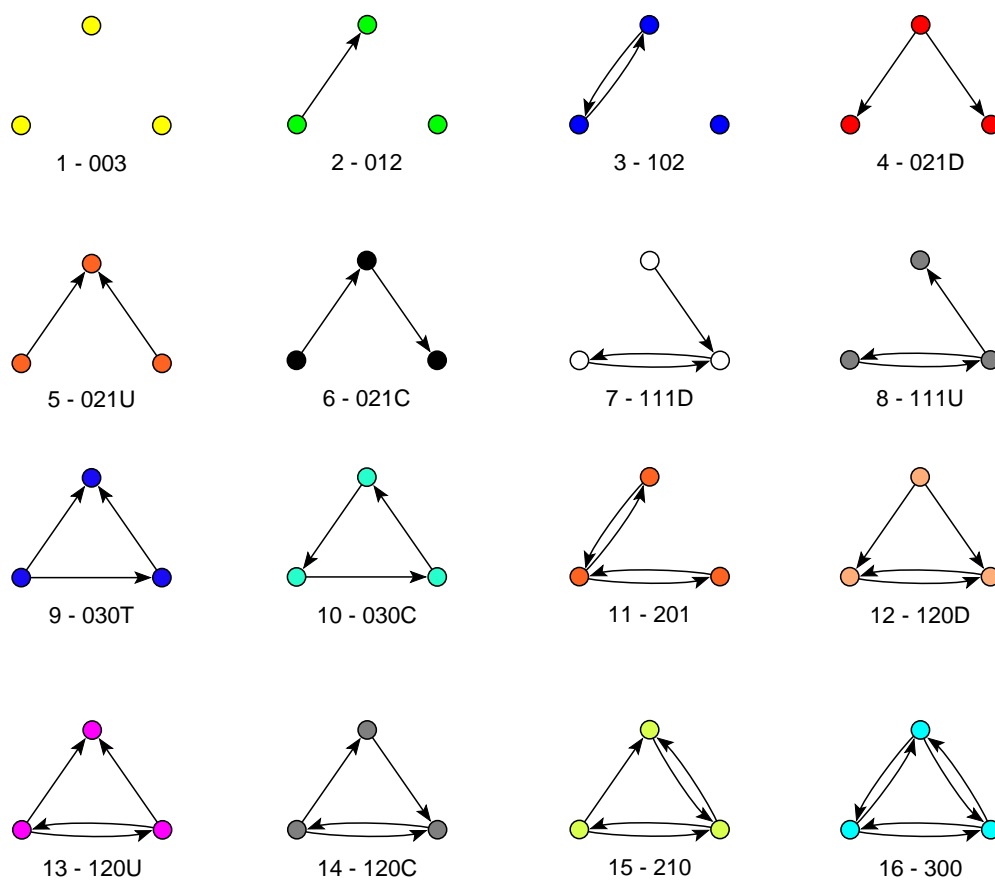 1 - 003
2 - 012
3 - 102
4 - 021D
5 - 021U
6 - 021C
7 - 111D
8 - 111U
9 - 030T
10 - 030C
11 - 201
12 - 120D
13 - 120U
14 - 120C
15 - 210
16 - 300